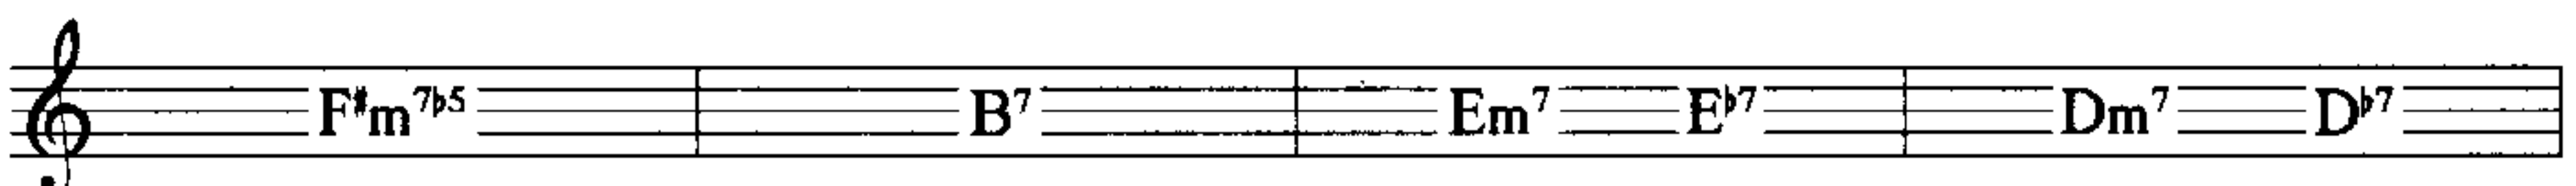 F♯m7♭5 B7 Em7 E♭7 Dm7 D♭7